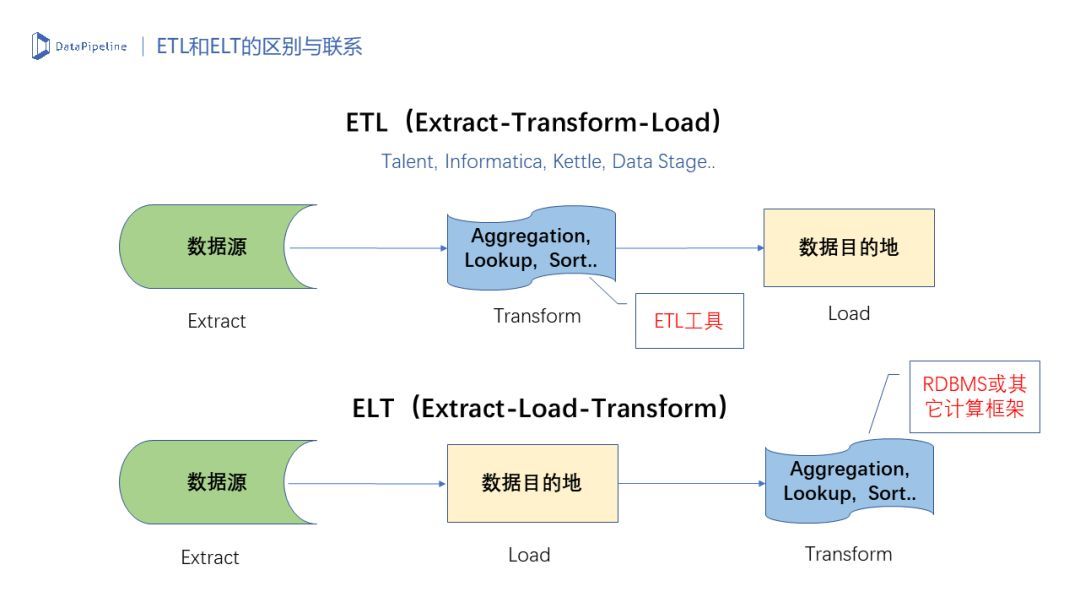 DataPipeline | ETL和ELT的区别与联系
ETL（Extract-Transform-Load）
Talent, Informatica, Kettle, Data Stage..
数据源
Aggregation,
Lookup, Sort..
数据目的地
Extract
Transform
Load
ETL工具
RDBMS或其
它计算框架
ELT（Extract-Load-Transform）
数据源
数据目的地
Aggregation,
Lookup, Sort..
Extract
Load
Transform